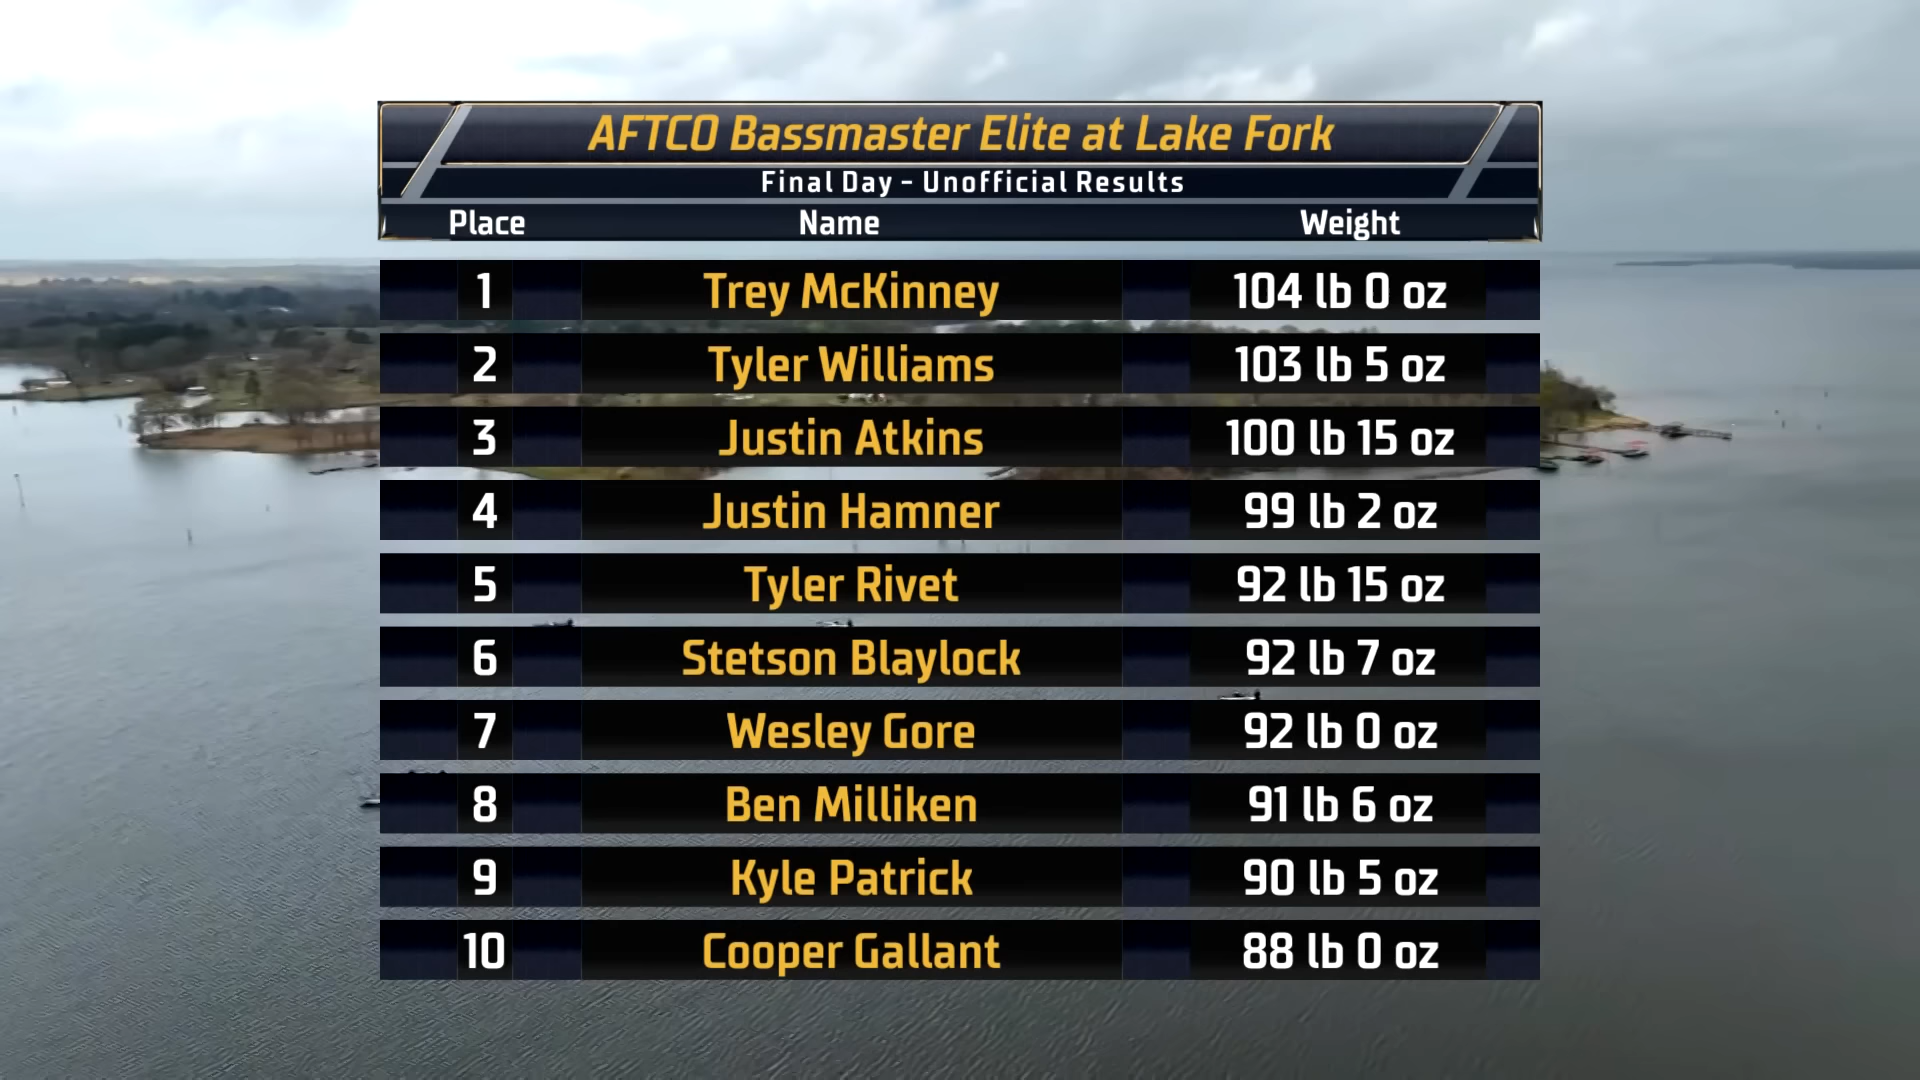 AFTCO Bassmaster Elite at Lake Fork
Final Day - Unofficial Results
Place Name Weight
1 Trey McKinney 104 lb 0 oz
2 Tyler Williams 103 lb 5 oz
3 Justin Atkins 100 lb 15 oz
4 Justin Hamner 99 lb 2 oz
5 Tyler Rivet 92 lb 15 oz
6 Stetson Blaylock 92 lb 7 oz
7 Wesley Gore 92 lb 0 oz
8 Ben Milliken 91 lb 6 oz
9 Kyle Patrick 90 lb 5 oz
10 Cooper Gallant 88 lb 0 oz